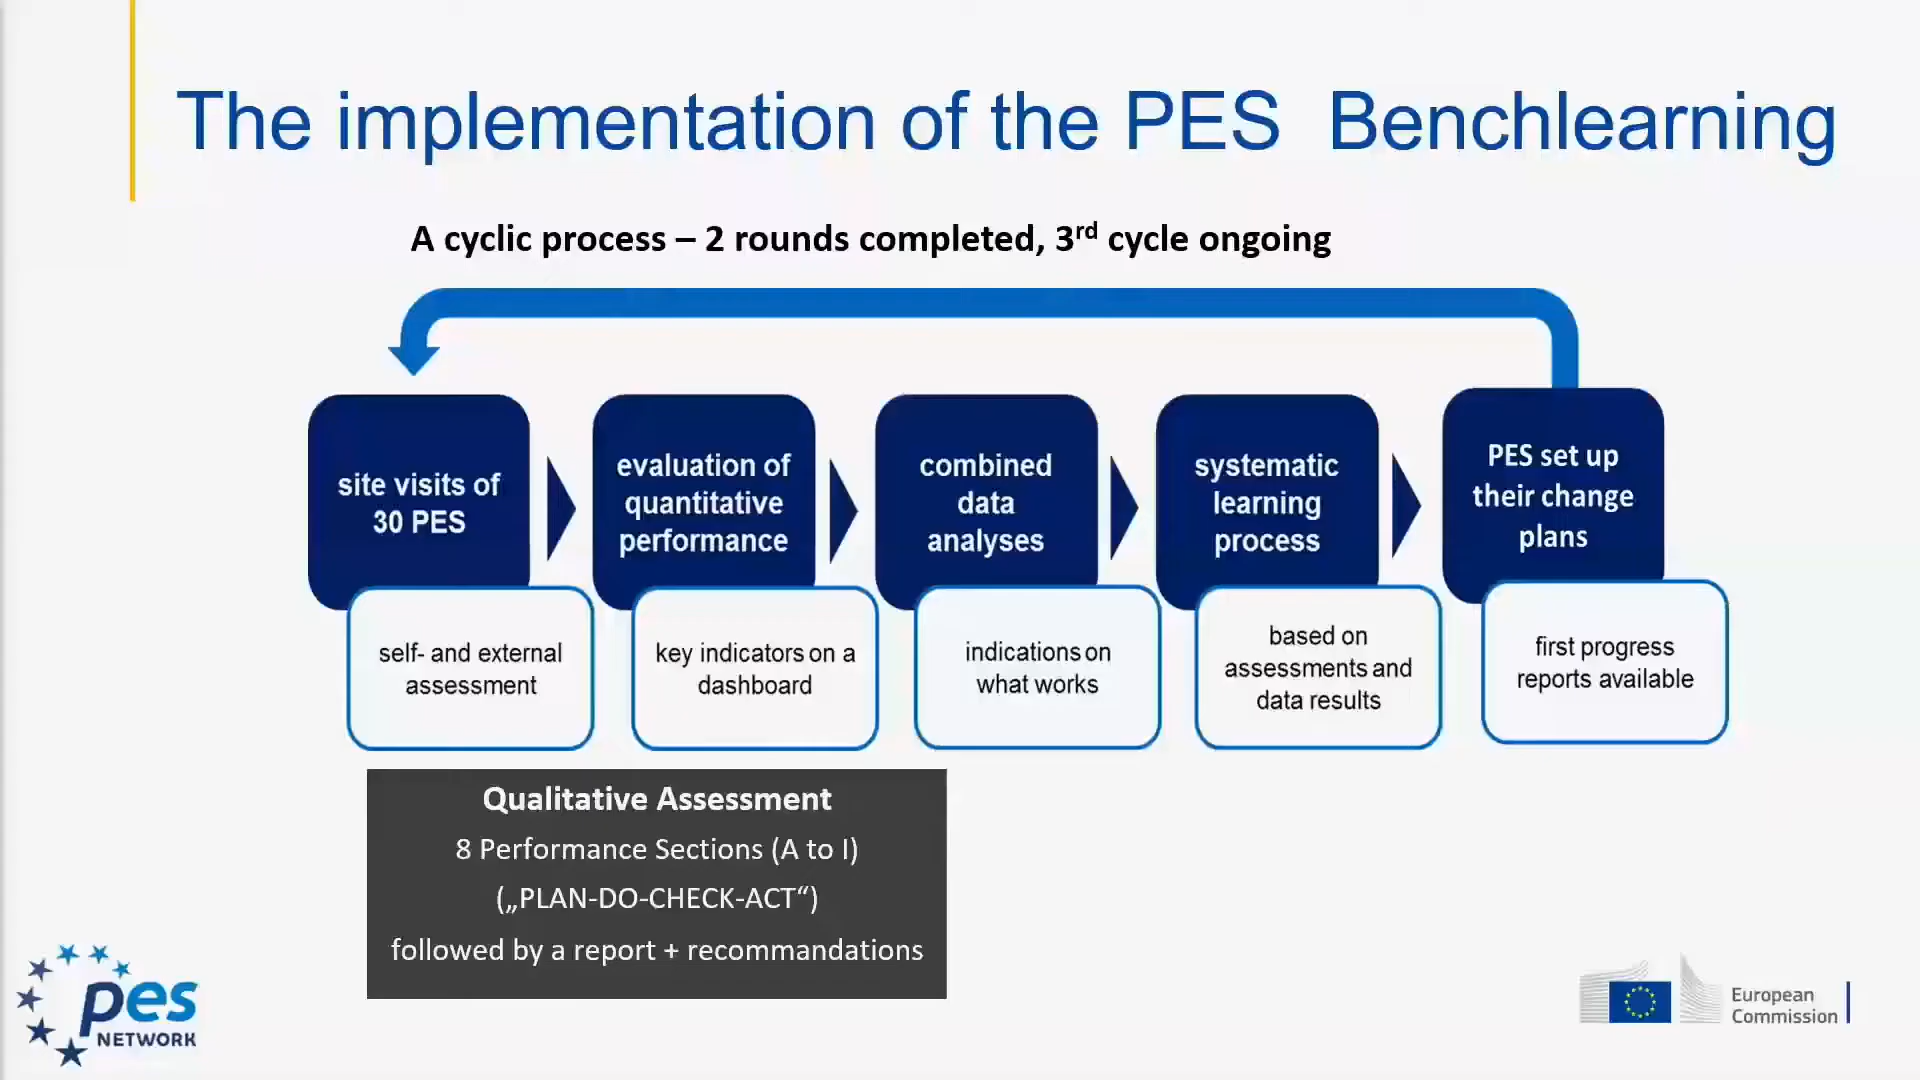 The implementation of the PES  Benchlearning
A cyclic process – 2 rounds completed, 3rd cycle ongoing
site visits of
30 PES
self- and external
assessment
evaluation of
quantitative
performance
key indicators on a
dashboard
combined
data
analyses
indications on
what works
systematic
learning
process
based on
assessments and
data results
PES set up
their change
plans
first progress
reports available
Qualitative Assessment
8 Performance Sections (A to I)
(„PLAN-DO-CHECK-ACT“)
followed by a report + recommandations
pes
NETWORK
European
Commission